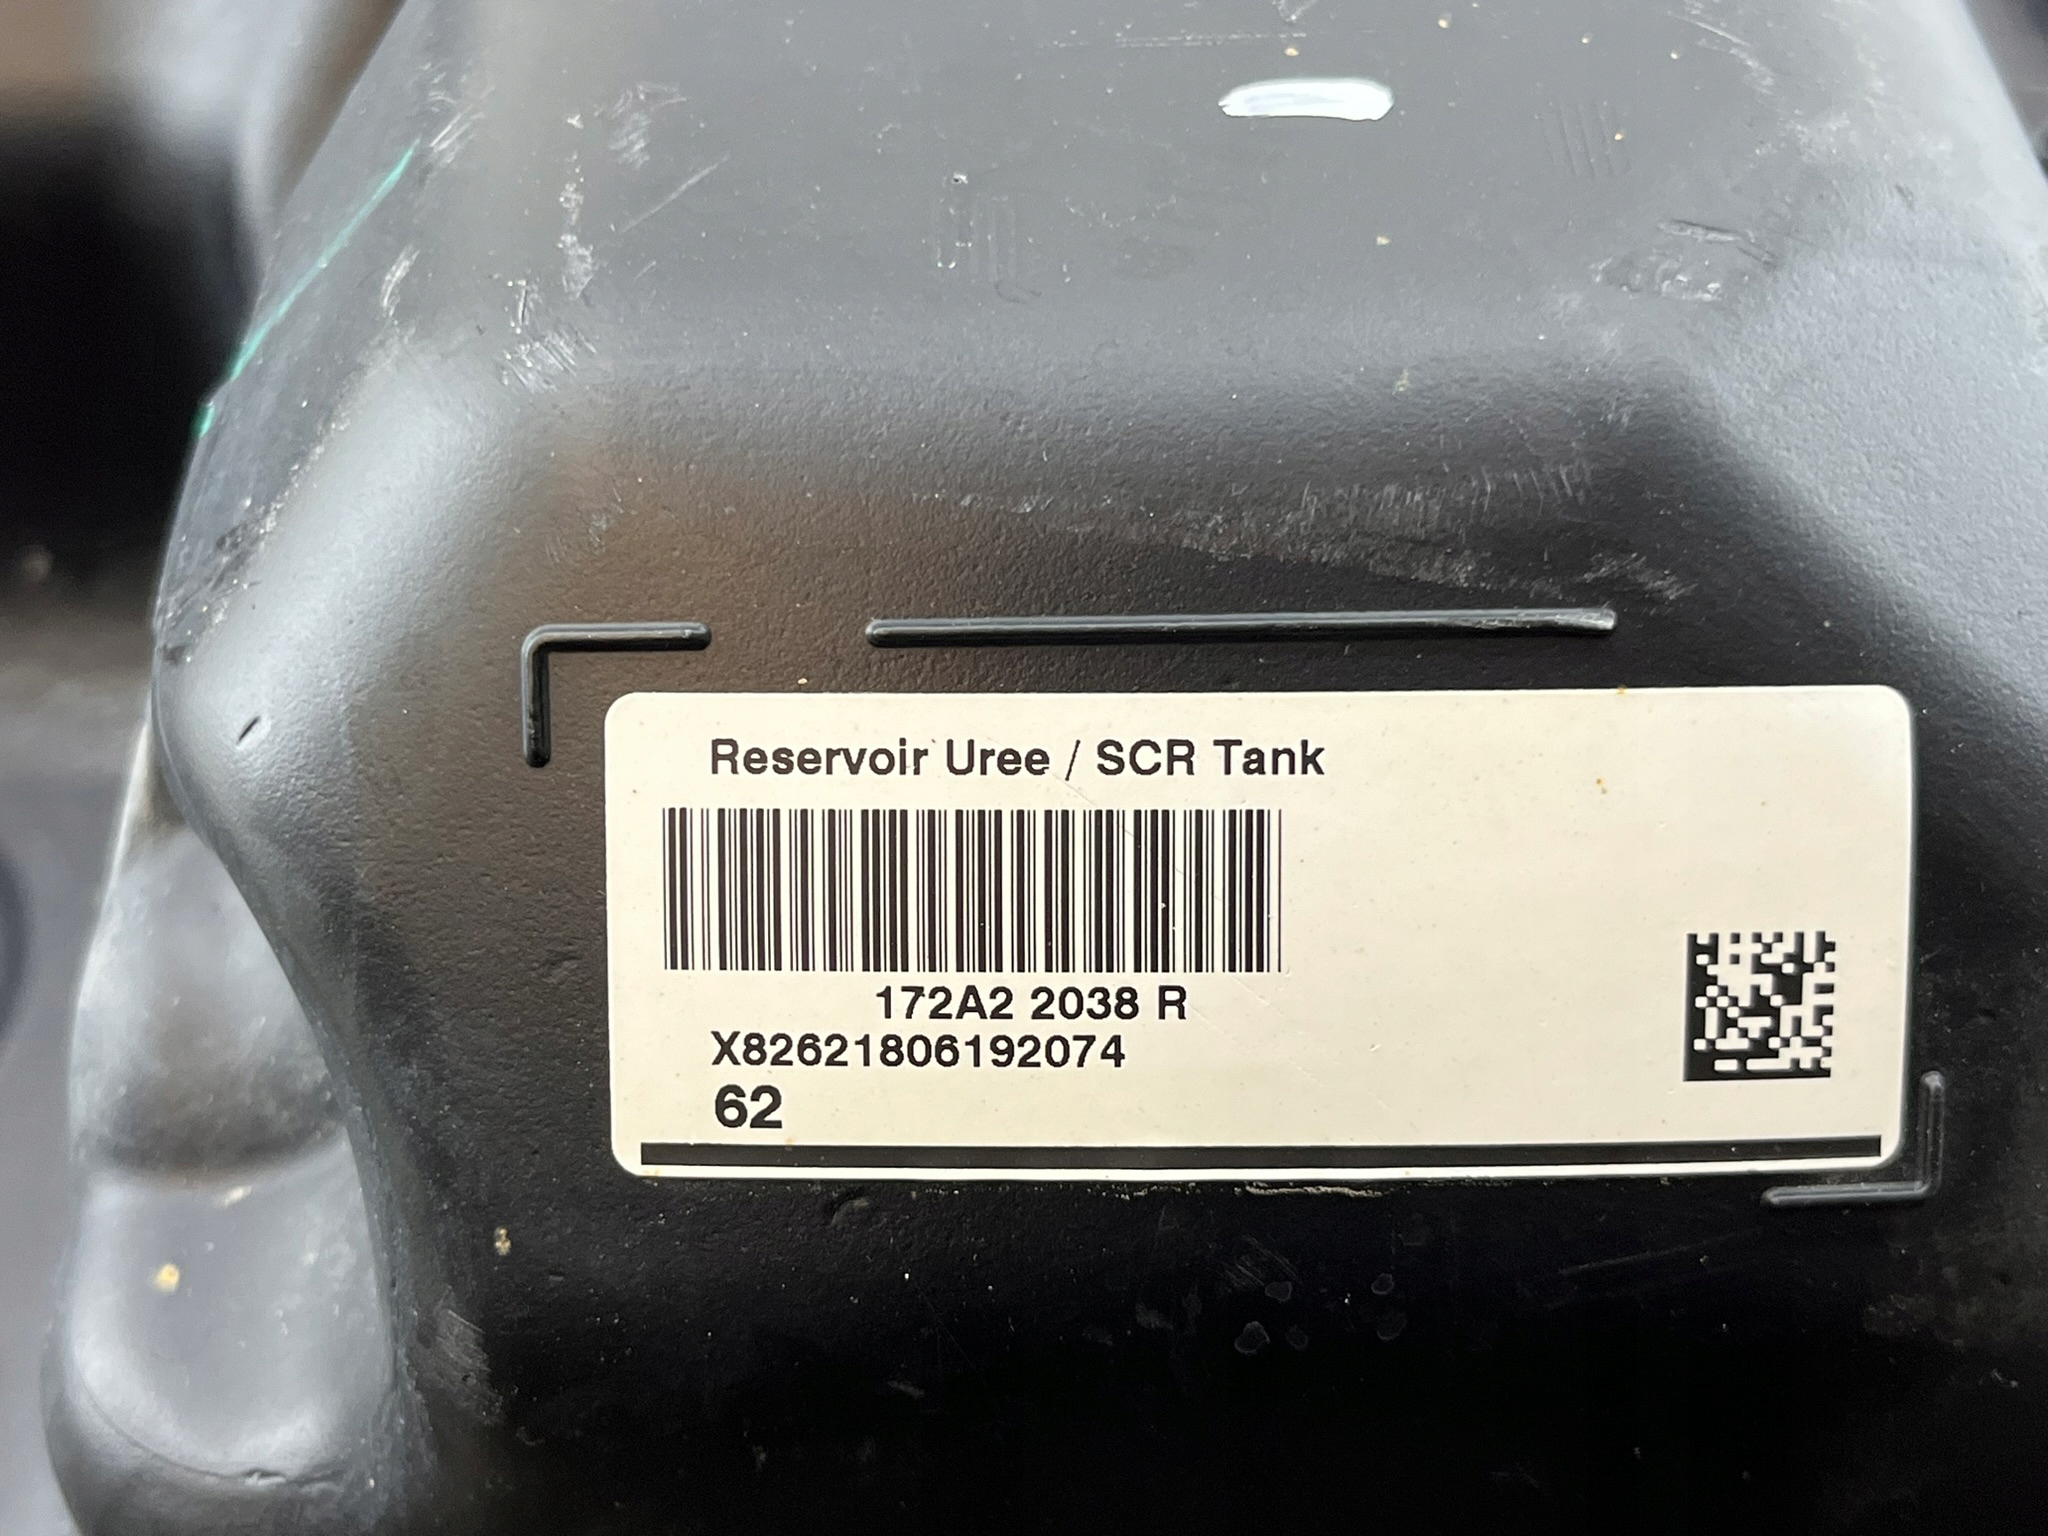 Reservoir Uree / SCR Tank
172A2 2038 R
X82621806192074
62